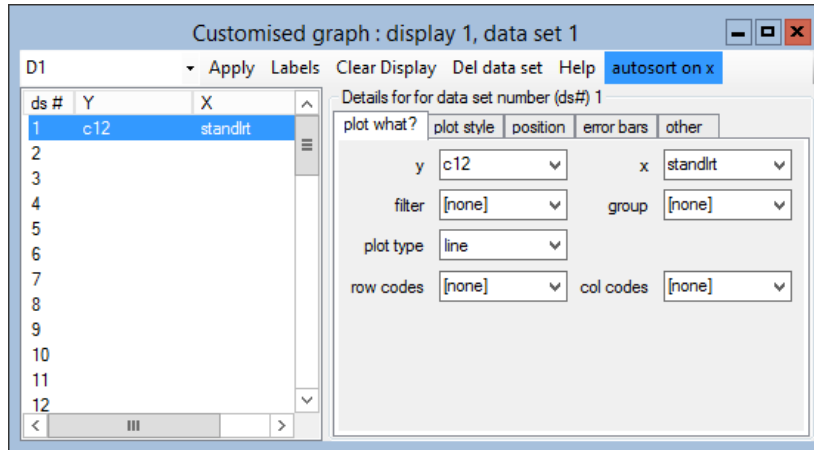 Customised graph : display 1, data set 1
D1 Apply Labels Clear Display Del data set Help autosort on x
ds # Y X
1 c12 standlrt
2
3
4
5
6
7
8
9
10
11
12
Details for for data set number (ds#) 1
plot what? plot style position error bars other
y c12 x standlrt
filter [none] group [none]
plot type line
row codes [none] col codes [none]